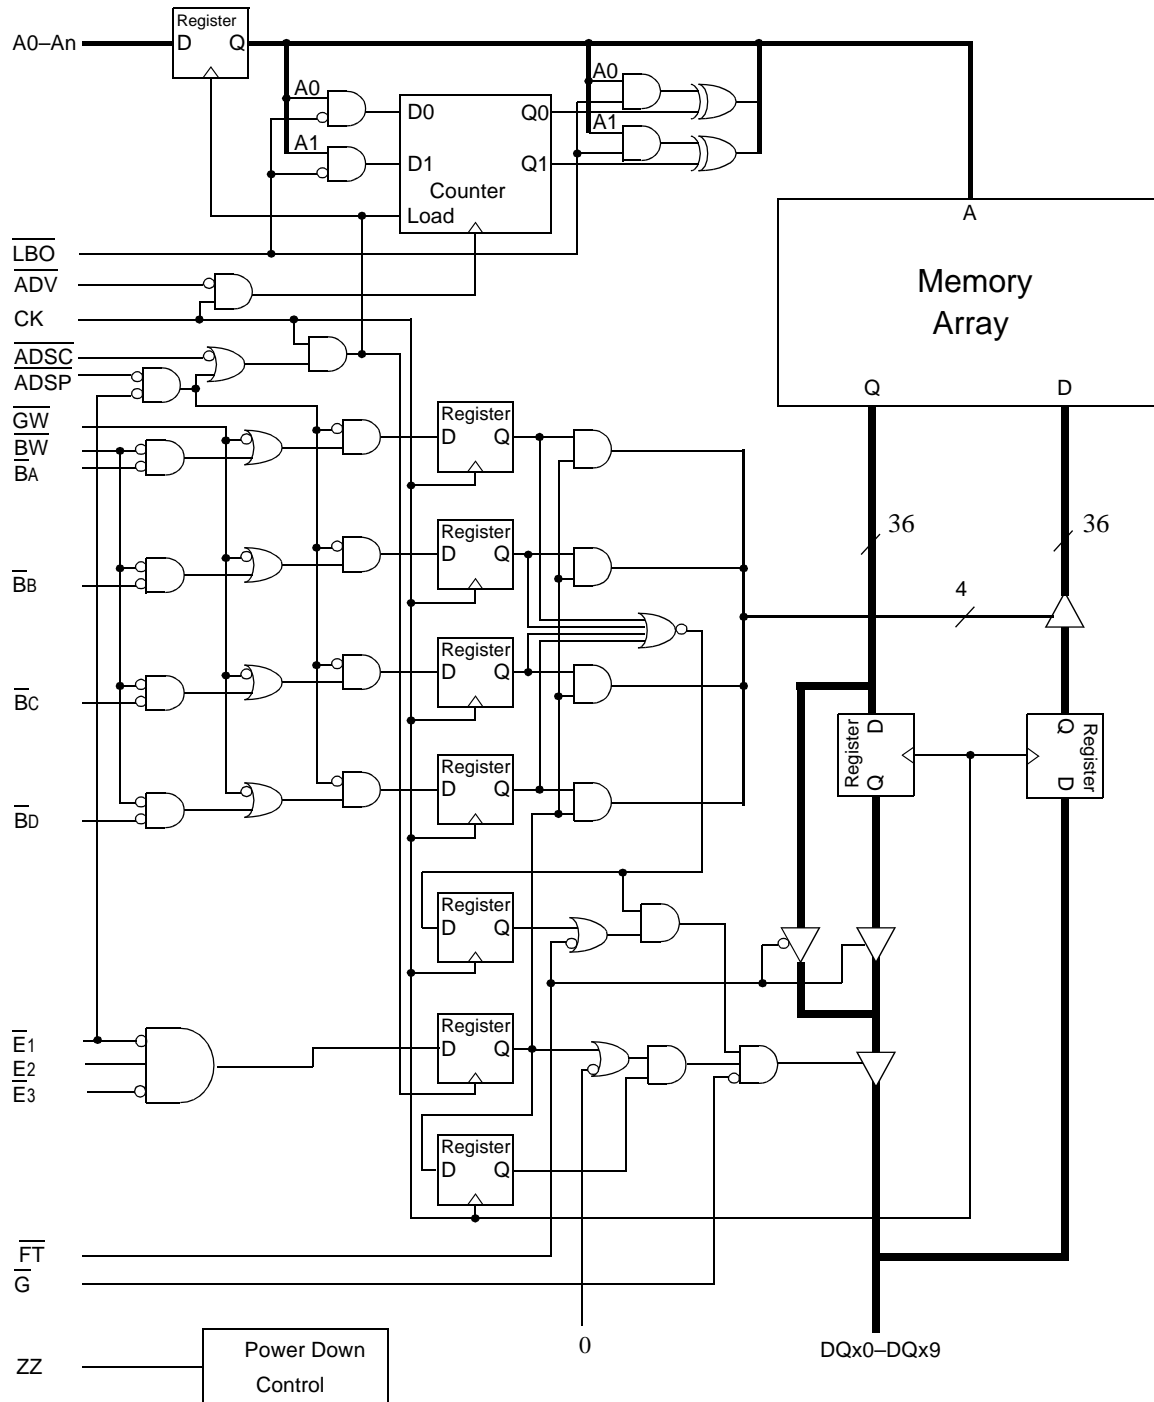 Register
A0–An D Q
A0 A0
D0 Q0
A1 A1
D1 Q1
Counter
Load
A
LBO
ADV
CK
Memory
Array
ADSC
ADSP
Q D
GW
BW
BA
Register
D Q
36 36
Register
D Q
BB
4
Register
D Q
BC
Register
D Q
Register
D Q
Register
Q D
BD
Register
D Q
Register
D Q
E1
E2
E3
Register
D Q
FT
G
0
DQx0–DQx9
ZZ
Power Down
Control